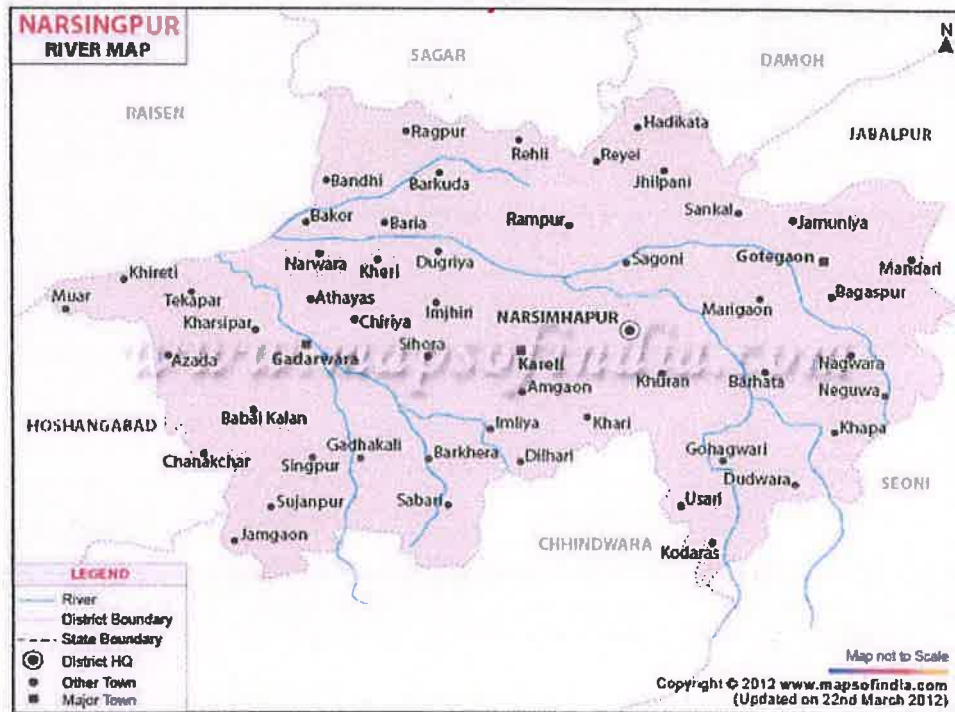 NARSINGPUR
RIVER MAP
N
SAGAR
DAMOH
RAISEN
JABALPUR
Ragpur
Hadikata
Rehli
Reyei
Jhilpani
Bandhi
Barkuda
Sankal
Bakor
Baria
Rampur
Jamuniya
Narwara
Kheri
Dugriya
Sagoni
Gotegaon
Mandari
Khireti
Muar
Tekapar
Athayas
Imjhiri
Marigaon
Bagaspur
Kharsipar
Chiriya
NARSIMHAPUR
www.mapsofindia.com
Azada
Gadarwara
Sihora
Kareli
Khuran
Barhata
Nagwara
Amgaon
Neguwa
HOSHANGABAD
Babai Kalan
Imliya
Khari
Khapa
Chanakchar
Singpur
Gadhakali
Barkhera
Dilhari
Gohagwari
Dudwara
SEONI
Sujanpur
Sabari
Usari
Jamgaon
CHHINDWARA
Kodaras
LEGEND
River
District Boundary
State Boundary
District HQ
Other Town
Major Town
Map not to Scale
Copyright © 2012 www.mapsofindia.com
(Updated on 22nd March 2012)